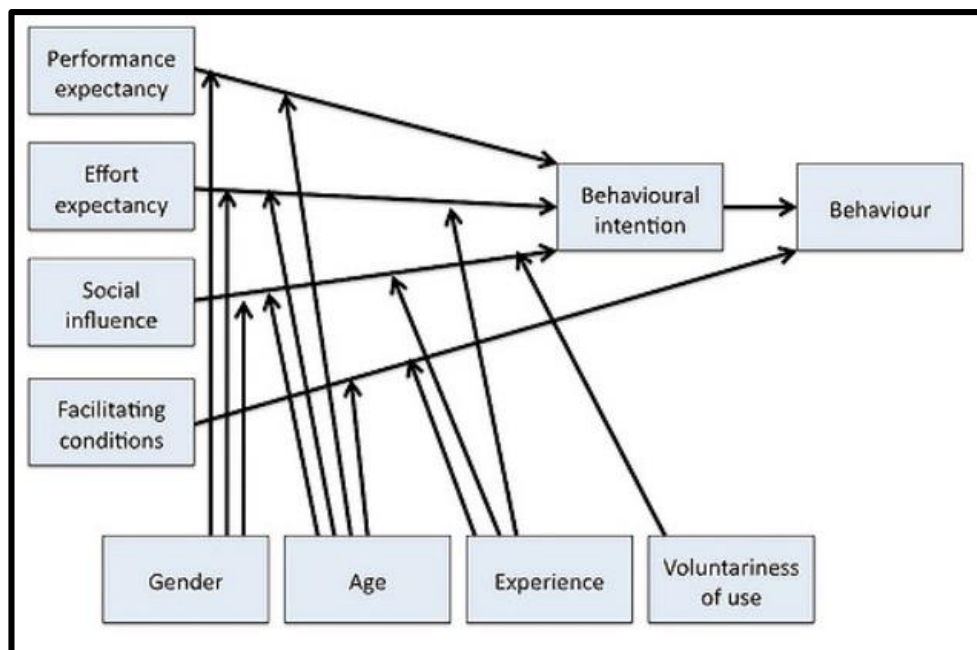 Performance
expectancy
Effort
expectancy
Social
influence
Facilitating
conditions
Behavioural
intention
Behaviour
Gender
Age
Experience
Voluntariness
of use